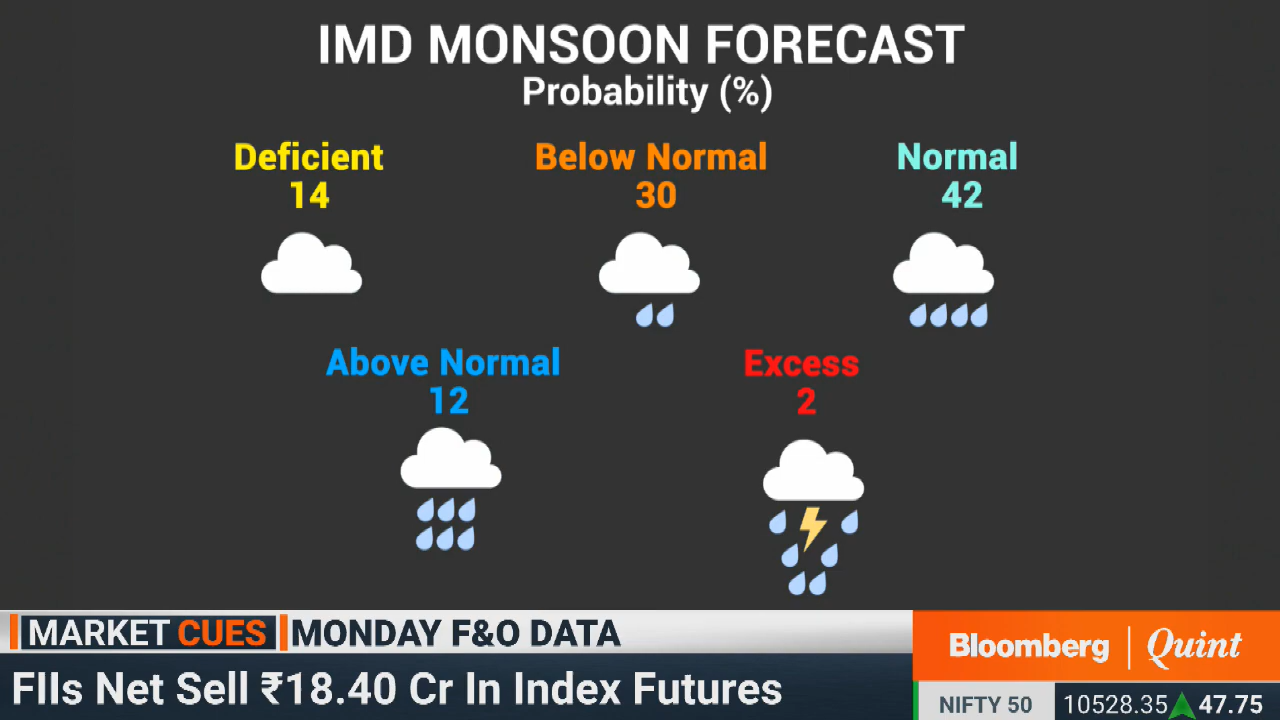 IMD MONSOON FORECAST
Probability (%)
Deficient
14
Below Normal
30
Normal
42
Above Normal
12
Excess
2
MARKET CUES MONDAY F&O DATA
FIIs Net Sell ₹18.40 Cr In Index Futures
Bloomberg | Quint
NIFTY 50 10528.35 47.75